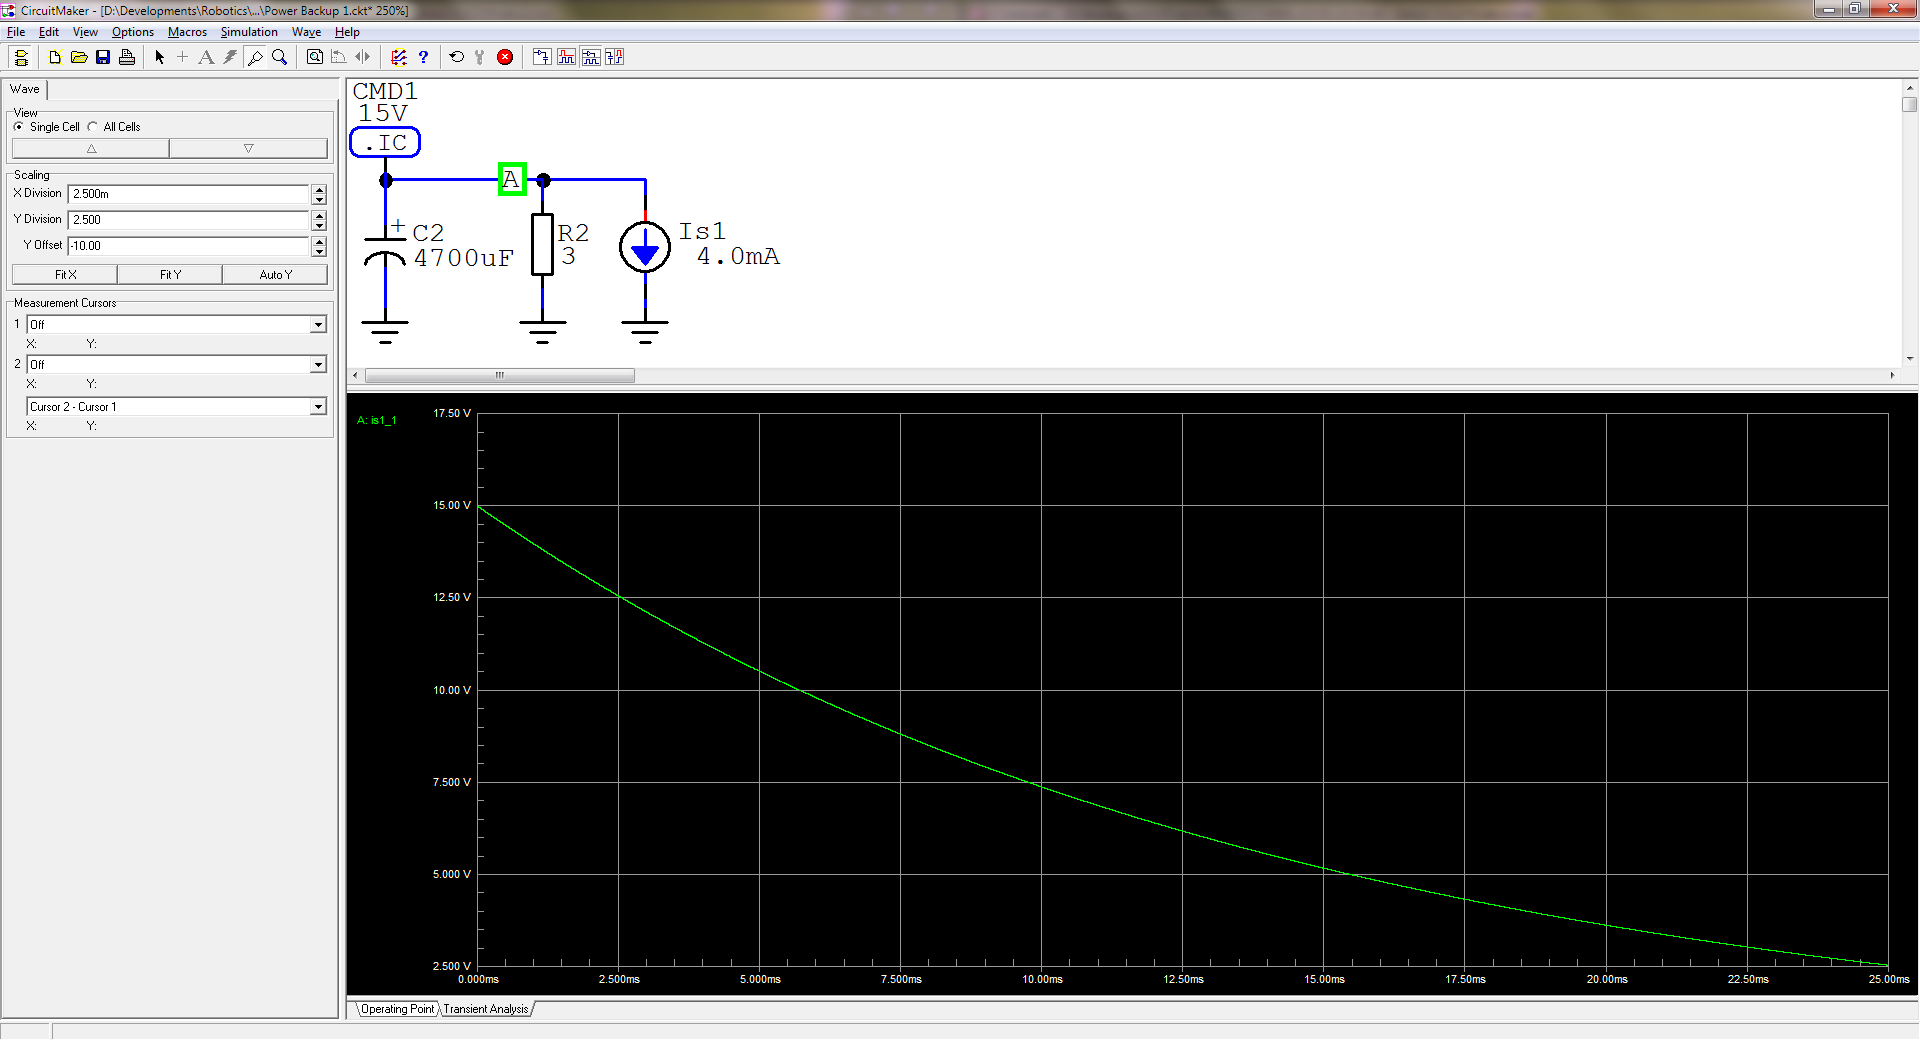 CircuitMaker - [D:\Developments\Robotics\...\Power Backup 1.ckt* 250%]
File Edit View Options Macros Simulation Wave Help
Wave
View
Single Cell All Cells
Scaling
X Division 2.500m
Y Division 2.500
Y Offset -10.00
Fit X Fit Y Auto Y
Measurement Cursors
1 Off
X: Y:
2 Off
X: Y:
Cursor 2 - Cursor 1
X: Y:
CMD1
15V
.IC
A
+
C2
4700uF
R2
3
Is1
4.0mA
A: is1_1
17.50 V
15.00 V
12.50 V
10.00 V
7.500 V
5.000 V
2.500 V
0.000ms 2.500ms 5.000ms 7.500ms 10.00ms 12.50ms 15.00ms 17.50ms 20.00ms 22.50ms 25.00ms
Operating Point Transient Analysis